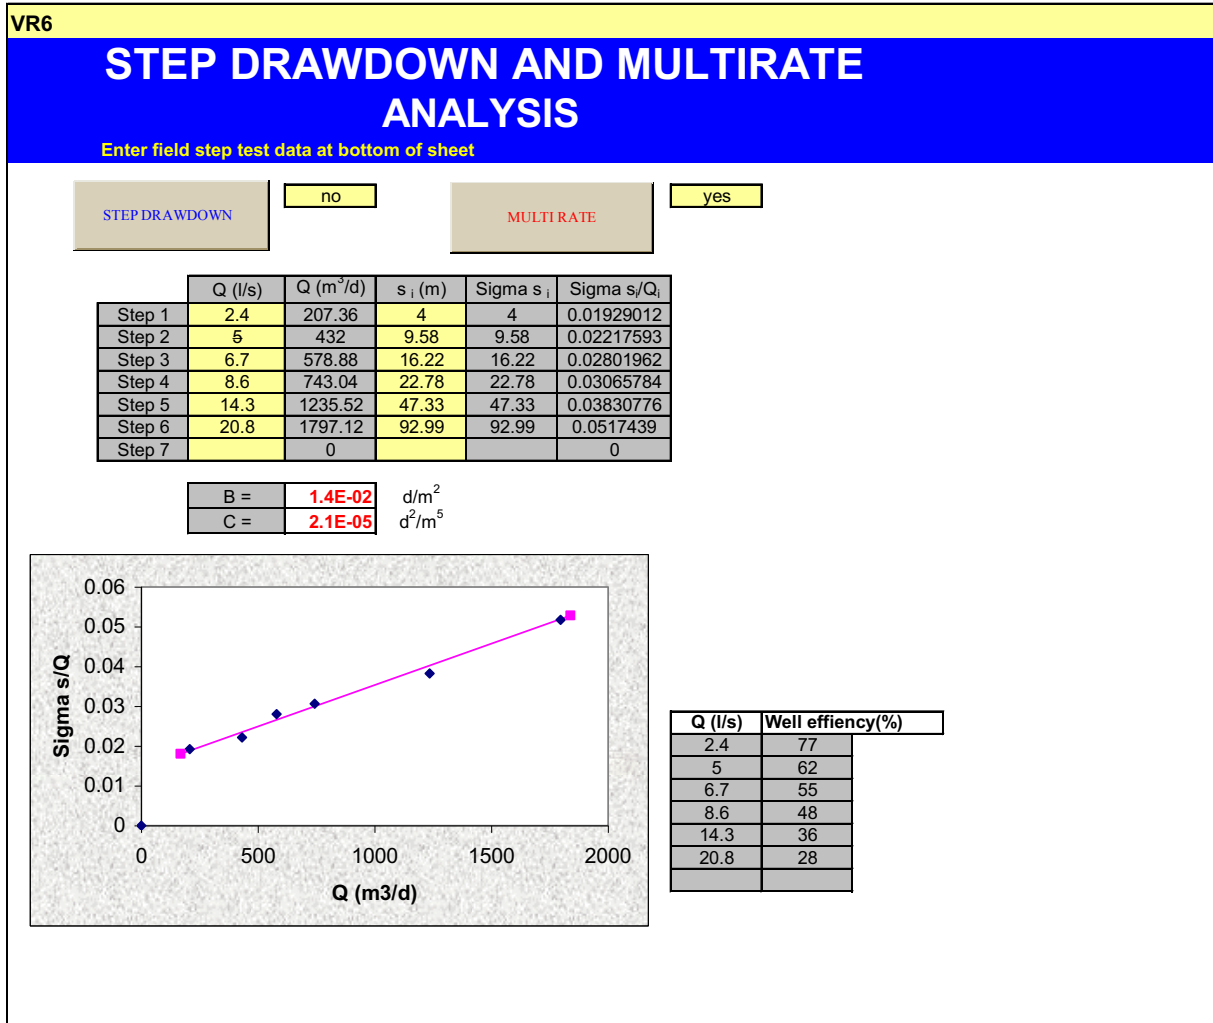 VR6
STEP DRAWDOWN AND MULTIRATE
ANALYSIS
Enter field step test data at bottom of sheet
STEP DRAWDOWN no MULTI RATE yes
Q (l/s) Q (m³/d) s i (m) Sigma s i Sigma si/Qi
Step 1 2.4 207.36 4 4 0.01929012
Step 2 5 432 9.58 9.58 0.02217593
Step 3 6.7 578.88 16.22 16.22 0.02801962
Step 4 8.6 743.04 22.78 22.78 0.03065784
Step 5 14.3 1235.52 47.33 47.33 0.03830776
Step 6 20.8 1797.12 92.99 92.99 0.0517439
Step 7 0 0
B = 1.4E-02 d/m²
C = 2.1E-05 d²/m⁵
0.06
0.05
0.04
0.03
0.02
0.01
0
Sigma s/Q
0 500 1000 1500 2000
Q (m3/d)
Q (l/s) Well effiency(%)
2.4 77
5 62
6.7 55
8.6 48
14.3 36
20.8 28